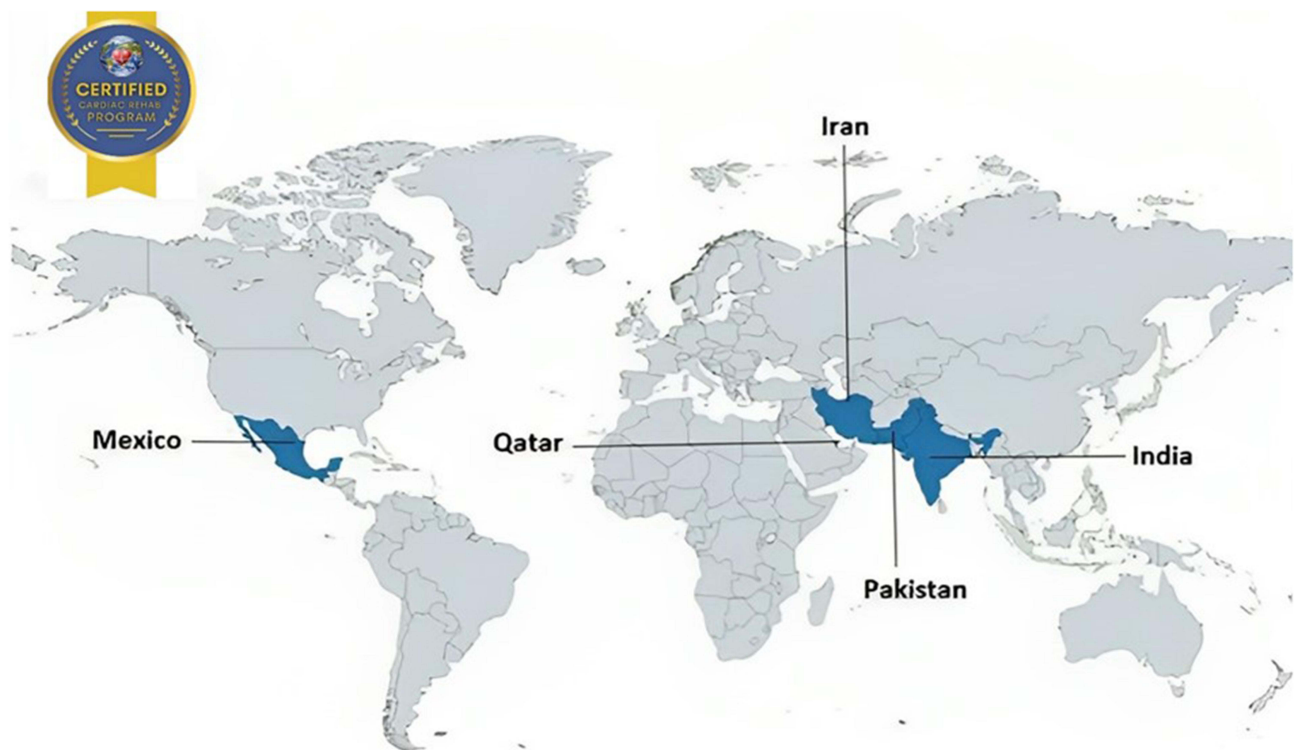 CERTIFIED
CARDIAC REHAB
PROGRAM
Iran
Mexico
Qatar
India
Pakistan